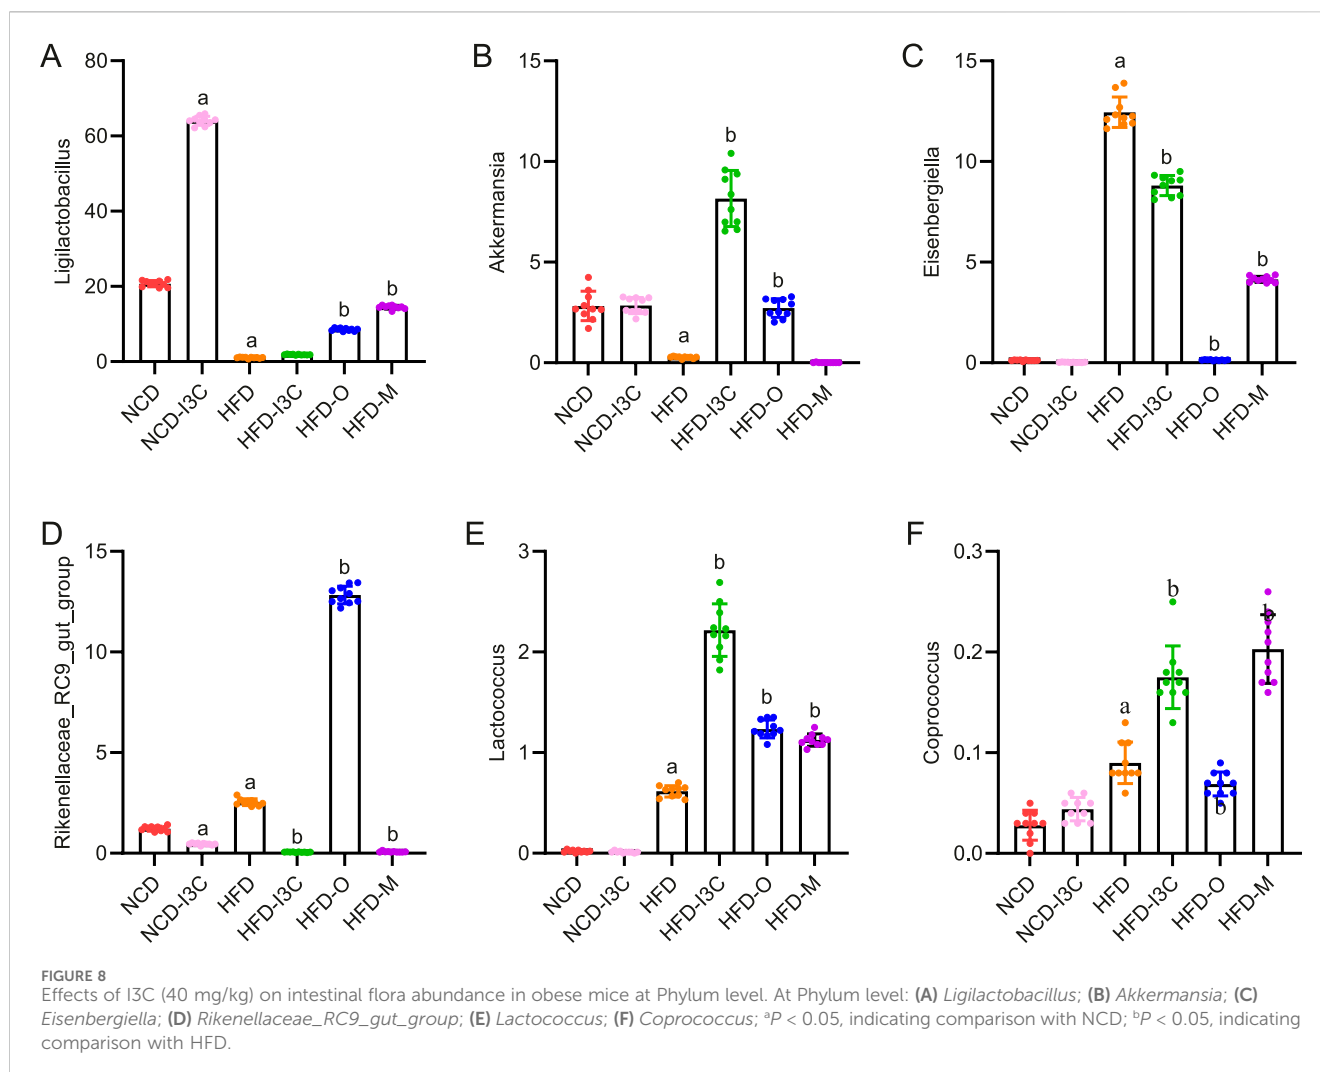 A
80
60
40
20
0
Ligilactobacillus
a
a
b
b
NCD
NCD-I3C
HFD
HFD-I3C
HFD-O
HFD-M
B
15
10
5
0
Akkermansia
a
b
b
NCD
NCD-I3C
HFD
HFD-I3C
HFD-O
HFD-M
C
15
10
5
0
Eisenbergiella
a
b
b
b
NCD
NCD-I3C
HFD
HFD-I3C
HFD-O
HFD-M
D
15
10
5
0
Rikenellaceae_RC9_gut_group
a
a
b
b
b
NCD
NCD-I3C
HFD
HFD-I3C
HFD-O
HFD-M
E
3
2
1
0
Lactococcus
a
b
b
b
NCD
NCD-I3C
HFD
HFD-I3C
HFD-O
HFD-M
F
0.3
0.2
0.1
0.0
Coprococcus
a
b
b
b
NCD
NCD-I3C
HFD
HFD-I3C
HFD-O
HFD-M
FIGURE 8
Effects of I3C (40 mg/kg) on intestinal flora abundance in obese mice at Phylum level. At Phylum level: (A) Ligilactobacillus; (B) Akkermansia; (C)
Eisenbergiella; (D) Rikenellaceae_RC9_gut_group; (E) Lactococcus; (F) Coprococcus; ᵃP < 0.05, indicating comparison with NCD; ᵇP < 0.05, indicating
comparison with HFD.